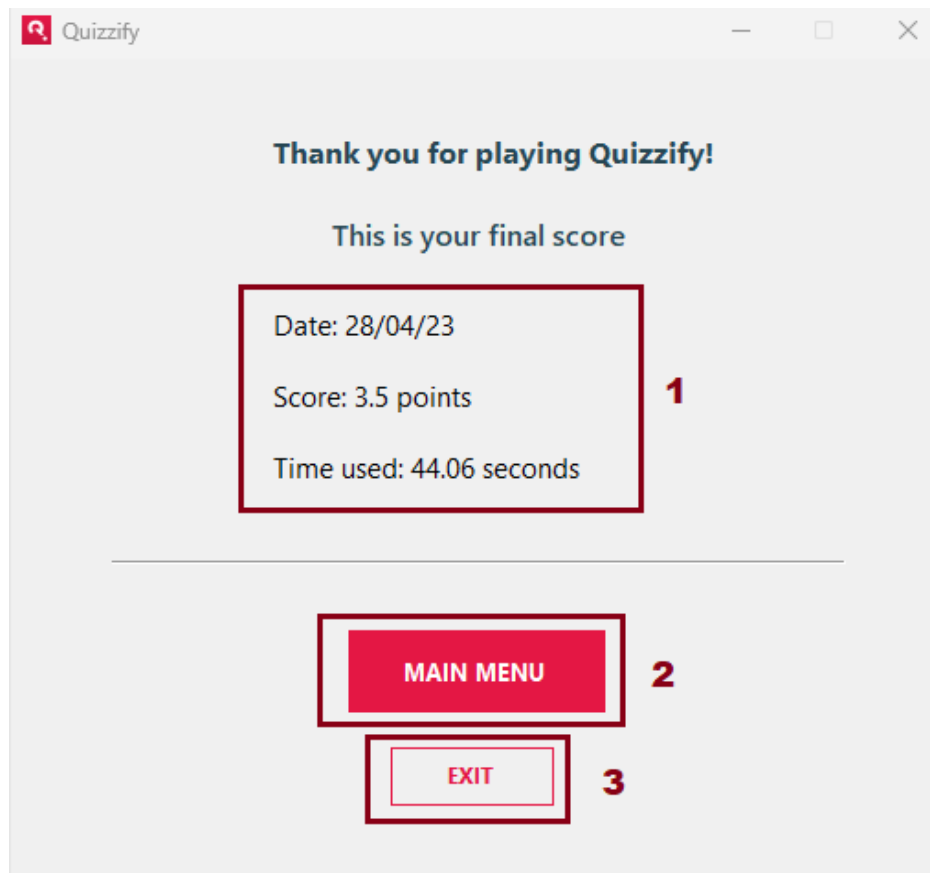 Quizzify
Thank you for playing Quizzify!
This is your final score
Date: 28/04/23
Score: 3.5 points
1
Time used: 44.06 seconds
MAIN MENU
2
EXIT
3